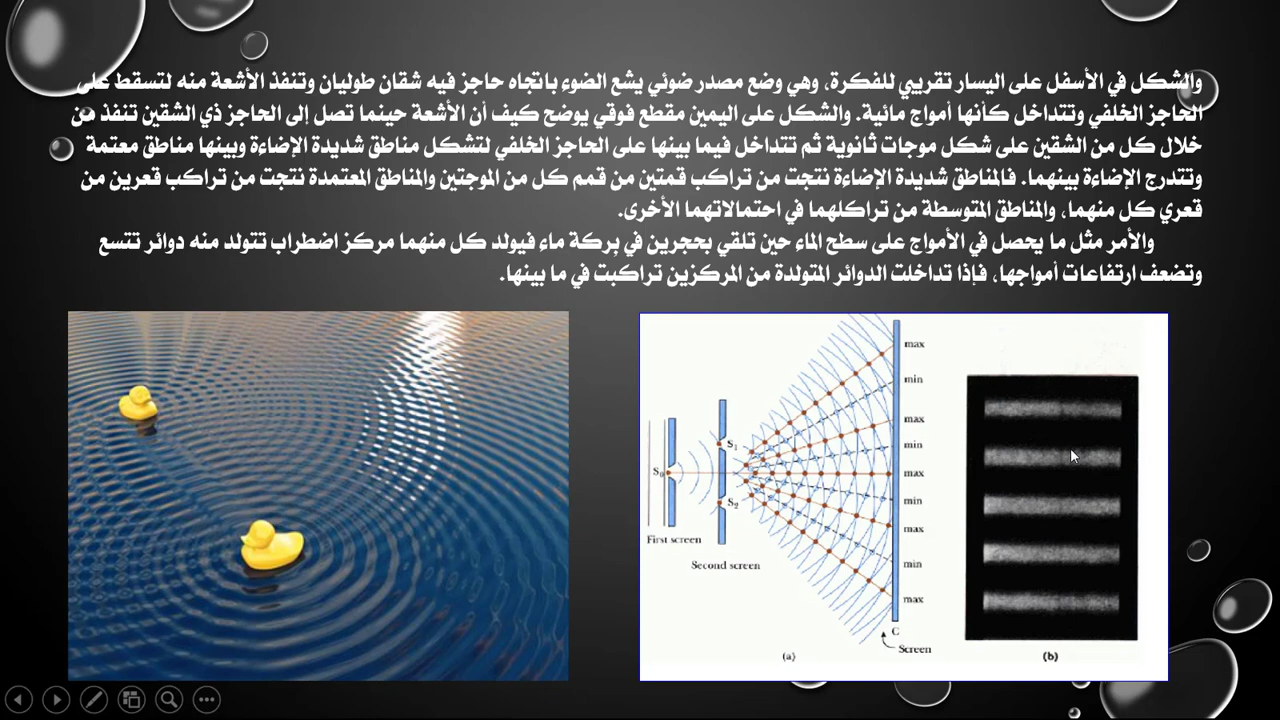 والشكل في الأسفل على اليسار تقريبي للفكرة، وهي وضع مصدر ضوئي يشع الضوء باتجاه حاجز فيه شقان طوليان وتنفذ الأشعة منه لتسقط على
الحاجز الخلفي وتتداخل كأنها أمواج مائية. والشكل على اليمين مقطع فوقي يوضح كيف أن الأشعة حينما تصل إلى الحاجز ذي الشقين تنفذ من
خلال كل من الشقين على شكل موجات ثانوية ثم تتداخل فيما بينها على الحاجز الخلفي لتشكل مناطق شديدة الإضاءة وبينها مناطق معتمة
وتتدرج الإضاءة بينهما. فالمناطق شديدة الإضاءة نتجت من تراكب قمتين من قمم كل من الموجتين والمناطق المعتمدة نتجت من تراكب قعرين من
قعري كل منهما، والمناطق المتوسطة من تراكلهما في احتمالاتهما الأخرى.
والأمر مثل ما يحصل في الأمواج على سطح الماء حين تلقي بحجرين في بِركة ماء فيولد كل منهما مركز اضطراب تتولد منه دوائر تتسع
وتضعف ارتفاعات أمواجها، فإذا تداخلت الدوائر المتولدة من المركزين تراكبت في ما بينها.
max
min
max
min
max
min
max
min
max
S0
S1
S2
First screen
Second screen
C
Screen
(a)
(b)